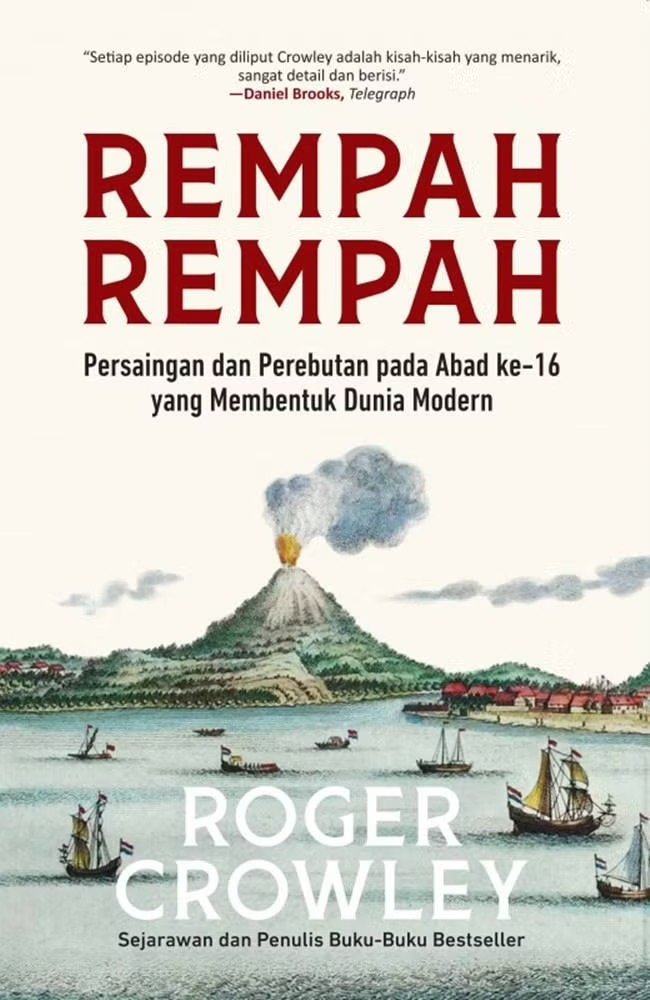 “Setiap episode yang diliput Crowley adalah kisah-kisah yang menarik,
sangat detail dan berisi.”
—Daniel Brooks, Telegraph
REMPAH
REMPAH
Persaingan dan Perebutan pada Abad ke-16
yang Membentuk Dunia Modern
ROGER
CROWLEY
Sejarawan dan Penulis Buku-Buku Bestseller